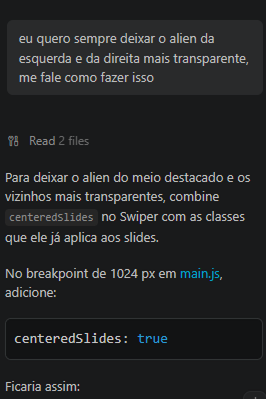 eu quero sempre deixar o alien da
esquerda e da direita mais transparente,
me fale como fazer isso
Read 2 files
Para deixar o alien do meio destacado e os
vizinhos mais transparentes, combine
centeredSlides no Swiper com as classes
que ele já aplica aos slides.
No breakpoint de 1024 px em main.js,
adicione:
centeredSlides: true
Ficaria assim: